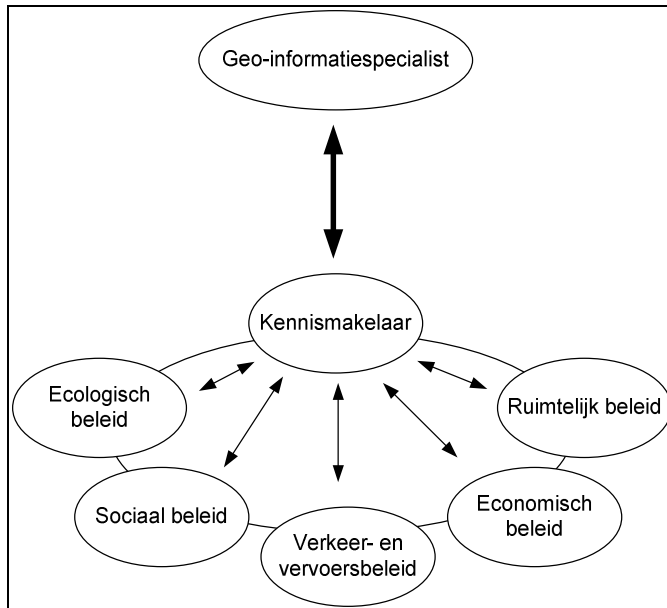 Geo-informatiespecialist
Kennismakelaar
Ecologisch
beleid
Ruimtelijk beleid
Sociaal beleid
Economisch
beleid
Verkeer- en
vervoersbeleid